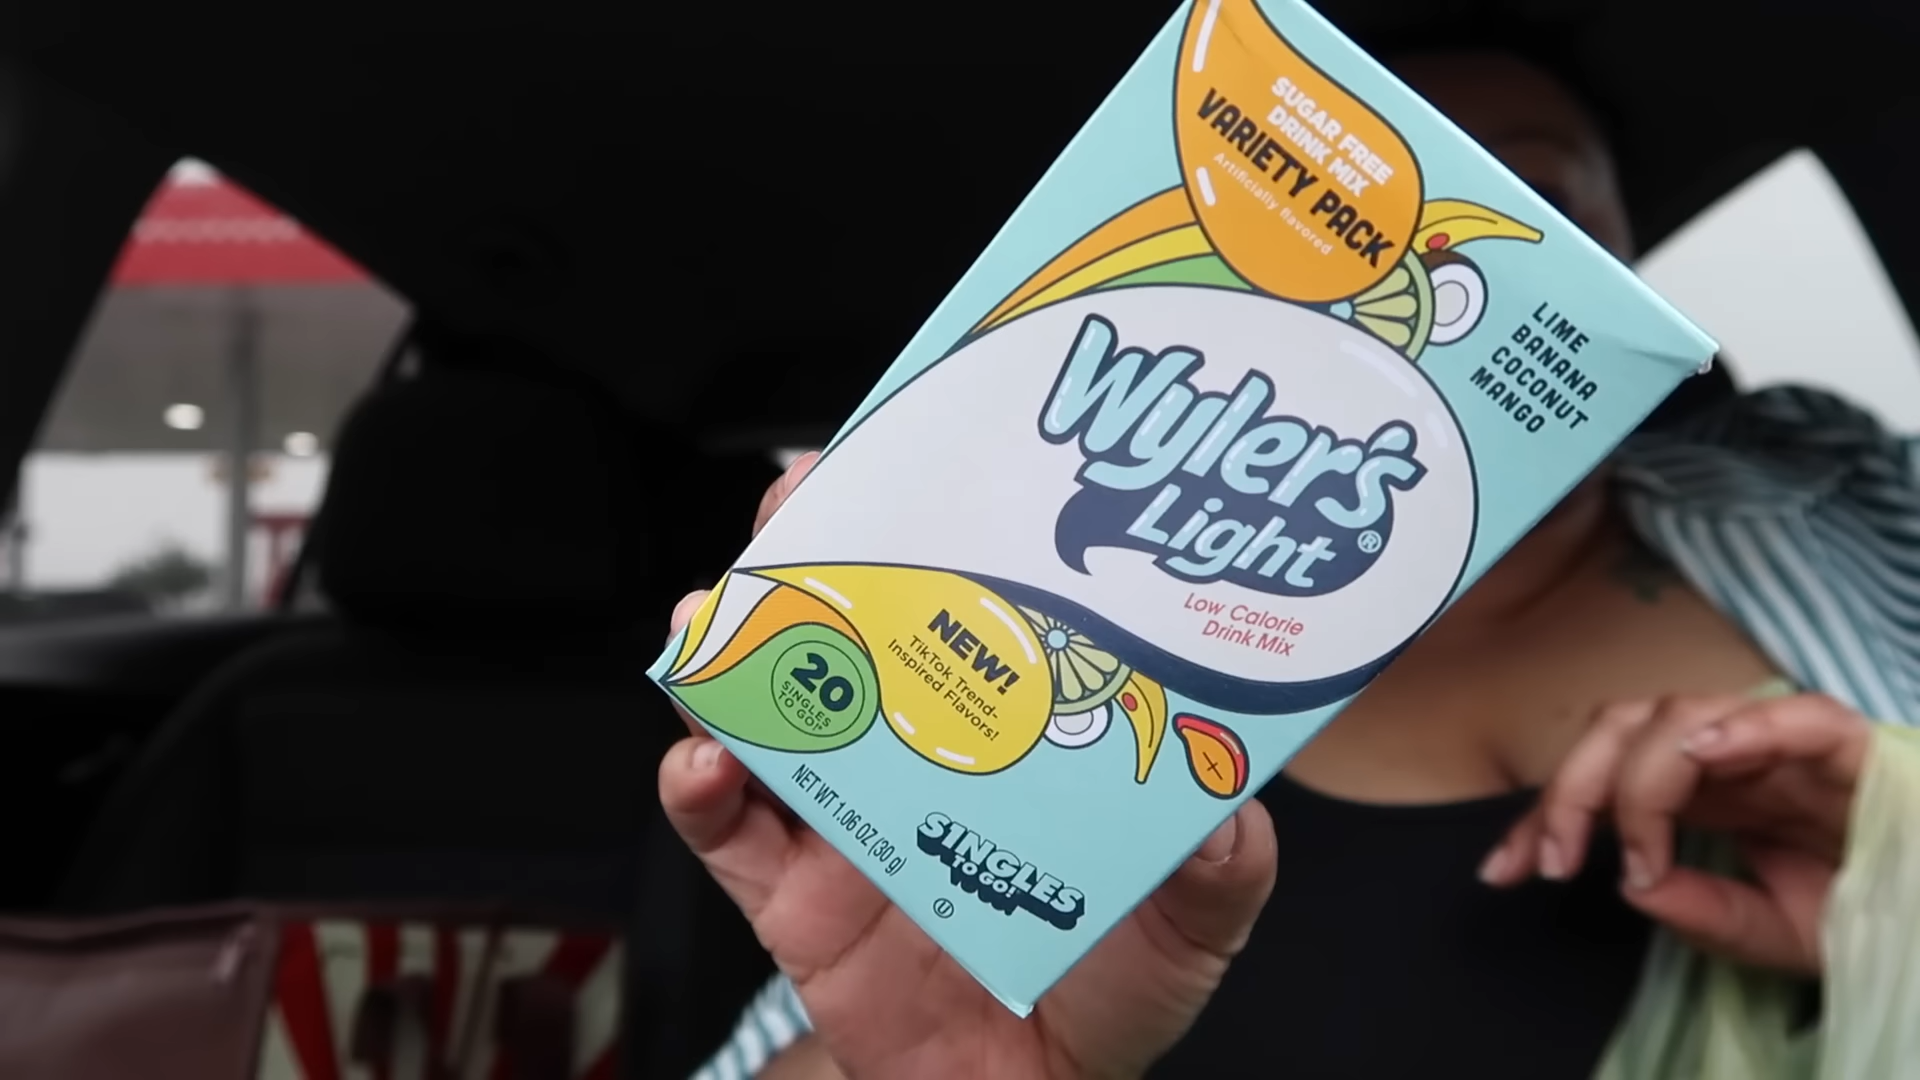 SUGAR FREE
DRINK MIX
VARIETY PACK
Artificially flavored
LIME
BANANA
COCONUT
MANGO
Wyler's
Light®
Low Calorie
Drink Mix
NEW!
TikTok Trend-
Inspired Flavors!
20
SINGLES
TO GO!
NET WT 1.06 OZ (30 g)
SINGLES
TO GO!
U